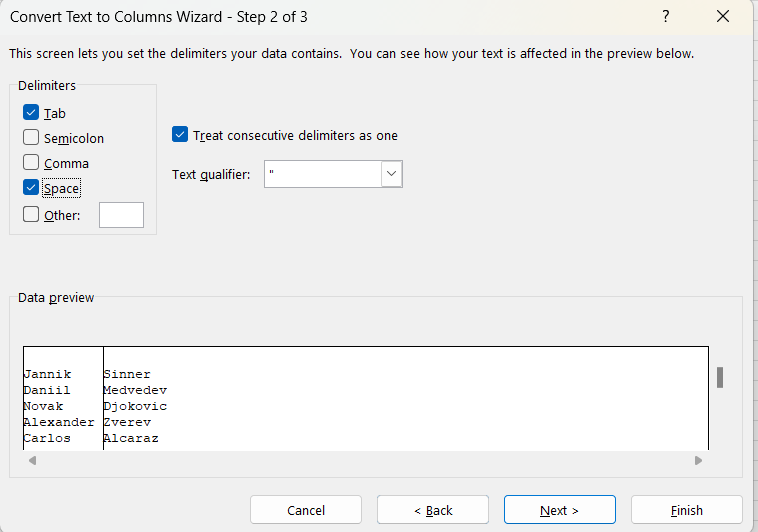 Convert Text to Columns Wizard - Step 2 of 3 ?
This screen lets you set the delimiters your data contains. You can see how your text is affected in the preview below.
Delimiters
Tab
Semicolon
Comma
Space
Other:
Treat consecutive delimiters as one
Text qualifier: "
Data preview
Jannik Sinner
Daniil Medvedev
Novak Djokovic
Alexander Zverev
Carlos Alcaraz
Cancel < Back Next > Finish